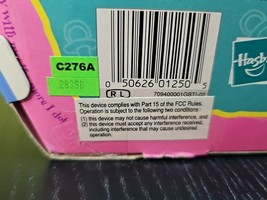 C276A
0 50626 01250 5
Hasb
R L
This device complies with Part 15 of the FCC Rules.
Operation is subject to the following two conditions:
(1) this device may not cause harmful interference, and
(2) this device must accept any interference received,
including interference that may cause undesired
operation.